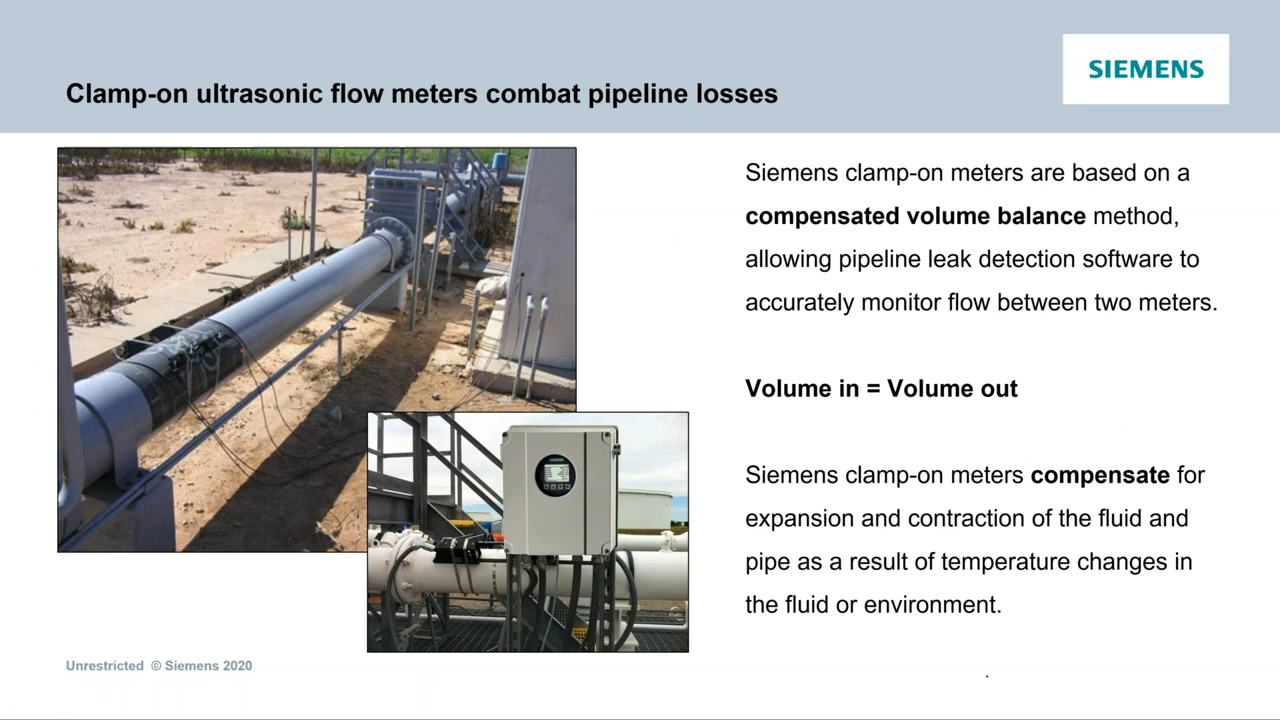 SIEMENS
Clamp-on ultrasonic flow meters combat pipeline losses
Siemens clamp-on meters are based on a
compensated volume balance method,
allowing pipeline leak detection software to
accurately monitor flow between two meters.
Volume in = Volume out
Siemens clamp-on meters compensate for
expansion and contraction of the fluid and
pipe as a result of temperature changes in
the fluid or environment.
Unrestricted © Siemens 2020
.